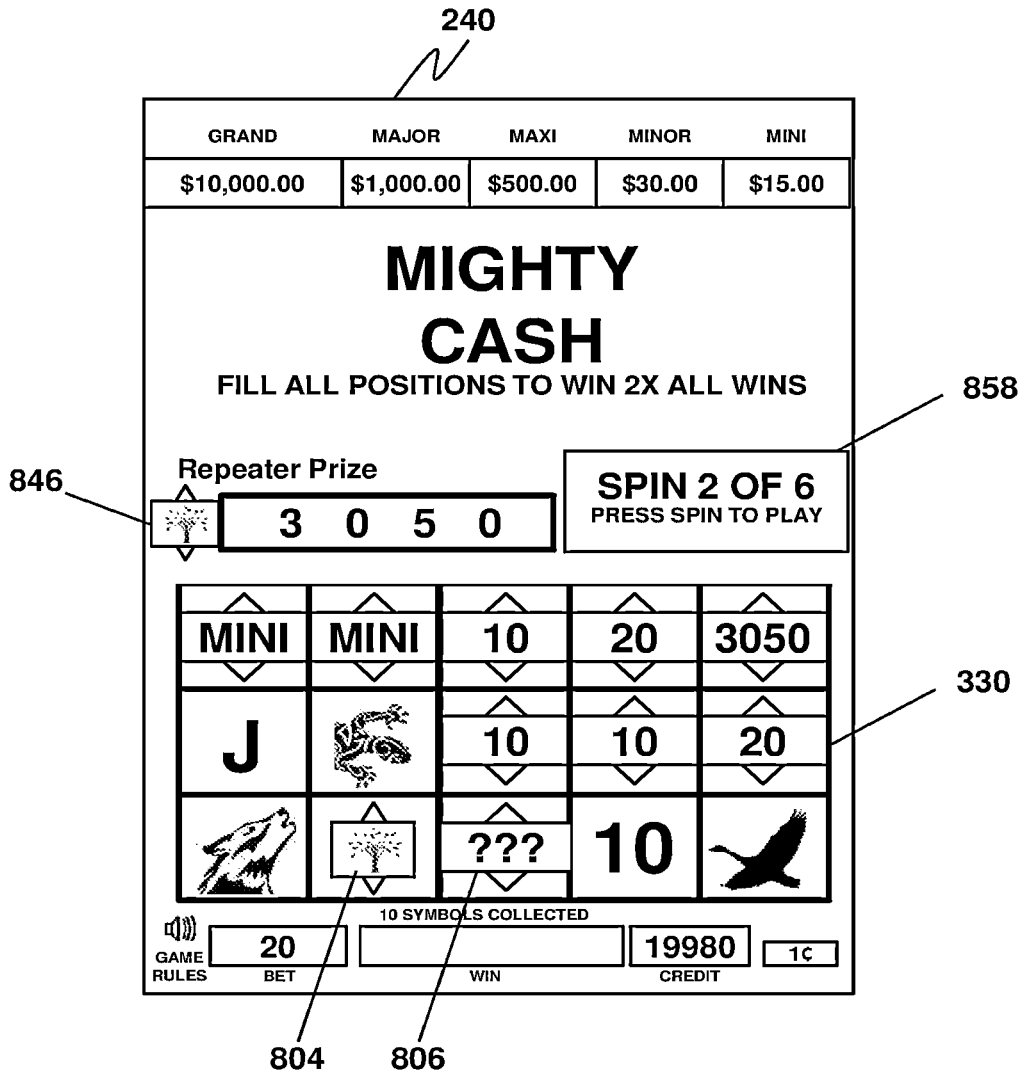 240
GRAND MAJOR MAXI MINOR MINI
$10,000.00 $1,000.00 $500.00 $30.00 $15.00
MIGHTY
CASH
FILL ALL POSITIONS TO WIN 2X ALL WINS
858
Repeater Prize
846
3 0 5 0
SPIN 2 OF 6
PRESS SPIN TO PLAY
MINI MINI 10 20 3050
330
J 10 10 20
??? 10
10 SYMBOLS COLLECTED
GAME RULES
20
BET
WIN
19980
CREDIT
1¢
804 806